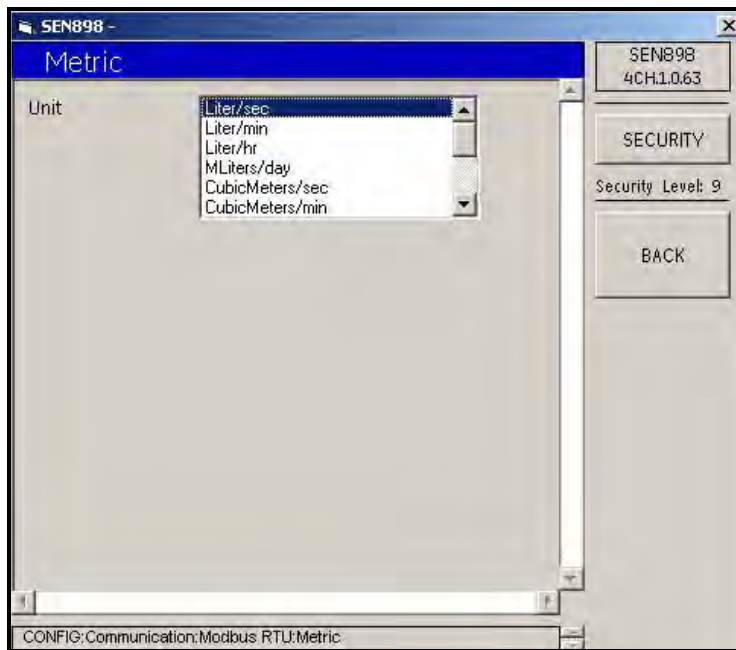 SEN898 -
Metric
SEN898
4CH.1.0.63
Unit
Liter/sec
Liter/min
Liter/hr
MLiters/day
CubicMeters/sec
CubicMeters/min
SECURITY
Security Level: 9
BACK
CONFIG:Communication:Modbus RTU:Metric